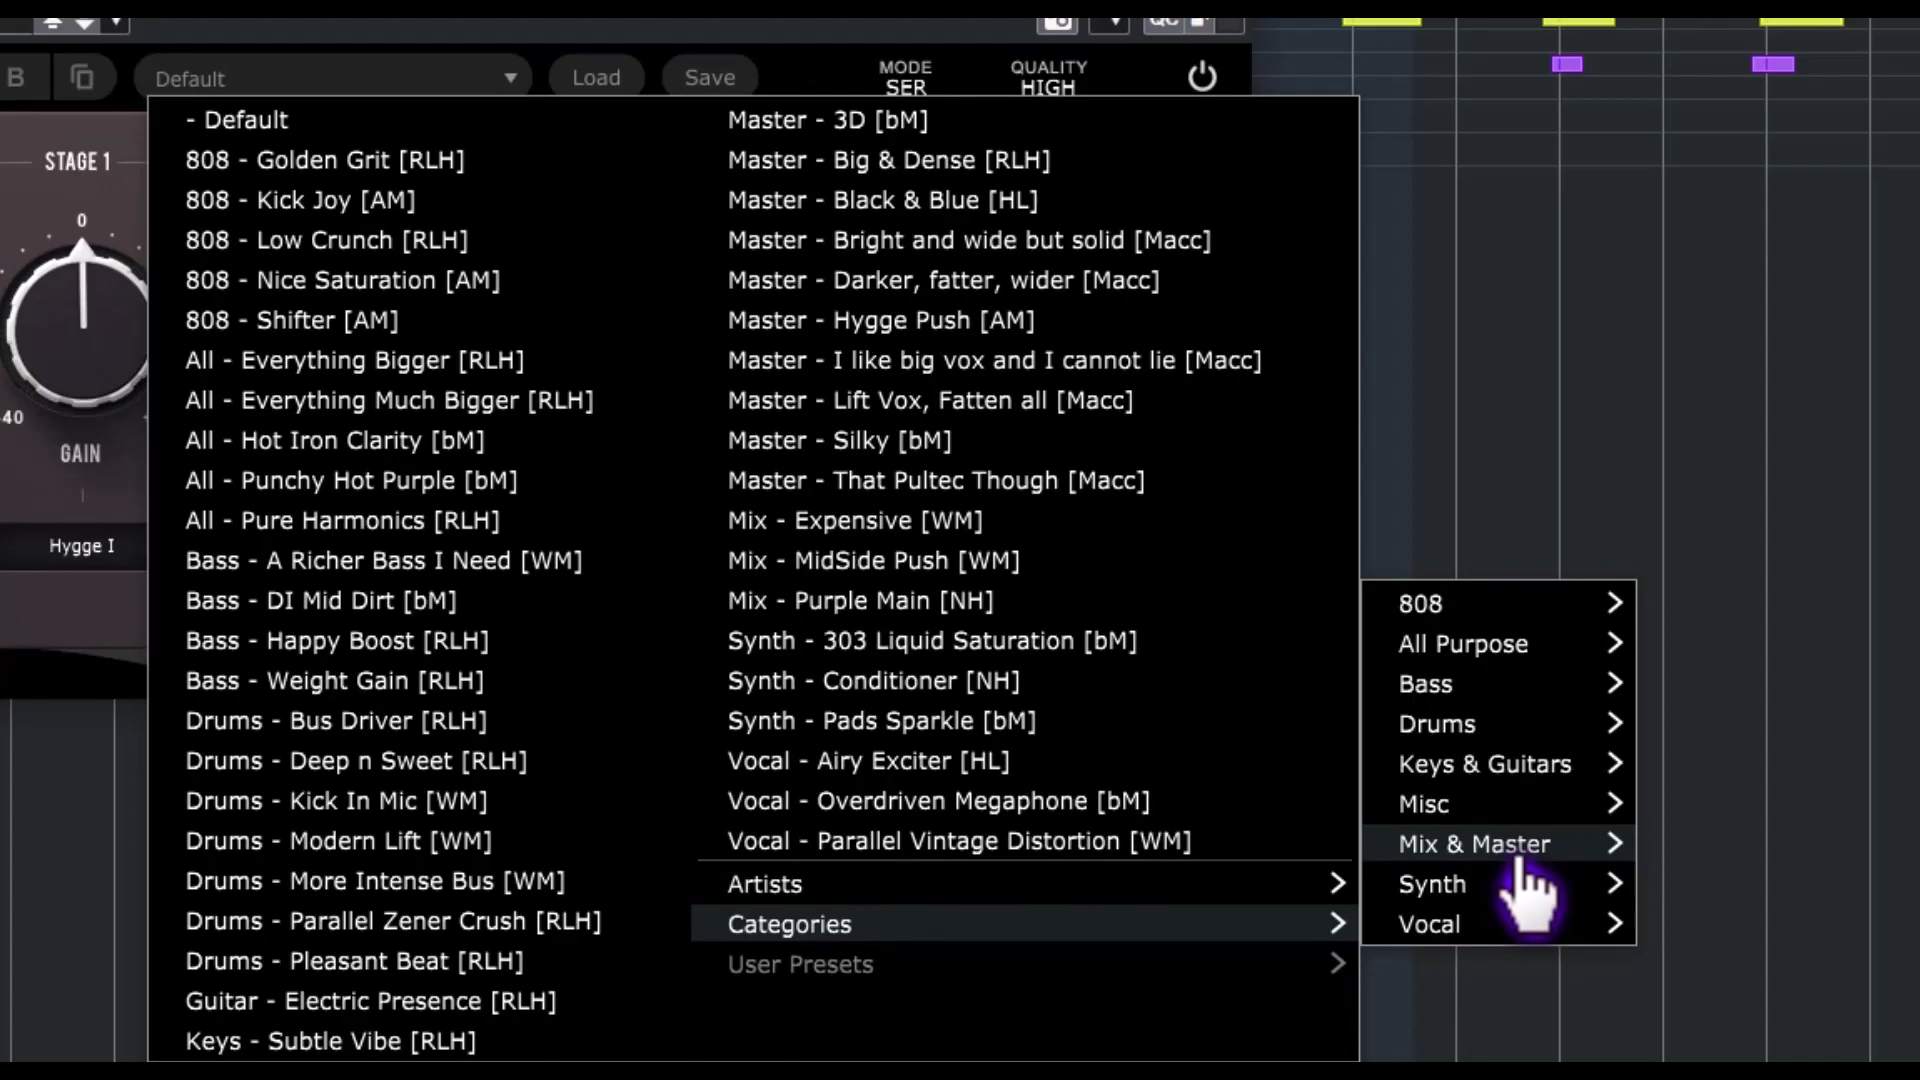 QC
B
Default
Load
Save
MODE
SER
QUALITY
HIGH
STAGE 1
0
-40
GAIN
Hygge I
- Default
808 - Golden Grit [RLH]
808 - Kick Joy [AM]
808 - Low Crunch [RLH]
808 - Nice Saturation [AM]
808 - Shifter [AM]
All - Everything Bigger [RLH]
All - Everything Much Bigger [RLH]
All - Hot Iron Clarity [bM]
All - Punchy Hot Purple [bM]
All - Pure Harmonics [RLH]
Bass - A Richer Bass I Need [WM]
Bass - DI Mid Dirt [bM]
Bass - Happy Boost [RLH]
Bass - Weight Gain [RLH]
Drums - Bus Driver [RLH]
Drums - Deep n Sweet [RLH]
Drums - Kick In Mic [WM]
Drums - Modern Lift [WM]
Drums - More Intense Bus [WM]
Drums - Parallel Zener Crush [RLH]
Drums - Pleasant Beat [RLH]
Guitar - Electric Presence [RLH]
Keys - Subtle Vibe [RLH]
Master - 3D [bM]
Master - Big & Dense [RLH]
Master - Black & Blue [HL]
Master - Bright and wide but solid [Macc]
Master - Darker, fatter, wider [Macc]
Master - Hygge Push [AM]
Master - I like big vox and I cannot lie [Macc]
Master - Lift Vox, Fatten all [Macc]
Master - Silky [bM]
Master - That Pultec Though [Macc]
Mix - Expensive [WM]
Mix - MidSide Push [WM]
Mix - Purple Main [NH]
Synth - 303 Liquid Saturation [bM]
Synth - Conditioner [NH]
Synth - Pads Sparkle [bM]
Vocal - Airy Exciter [HL]
Vocal - Overdriven Megaphone [bM]
Vocal - Parallel Vintage Distortion [WM]
Artists
Categories
User Presets
808
All Purpose
Bass
Drums
Keys & Guitars
Misc
Mix & Master
Synth
Vocal